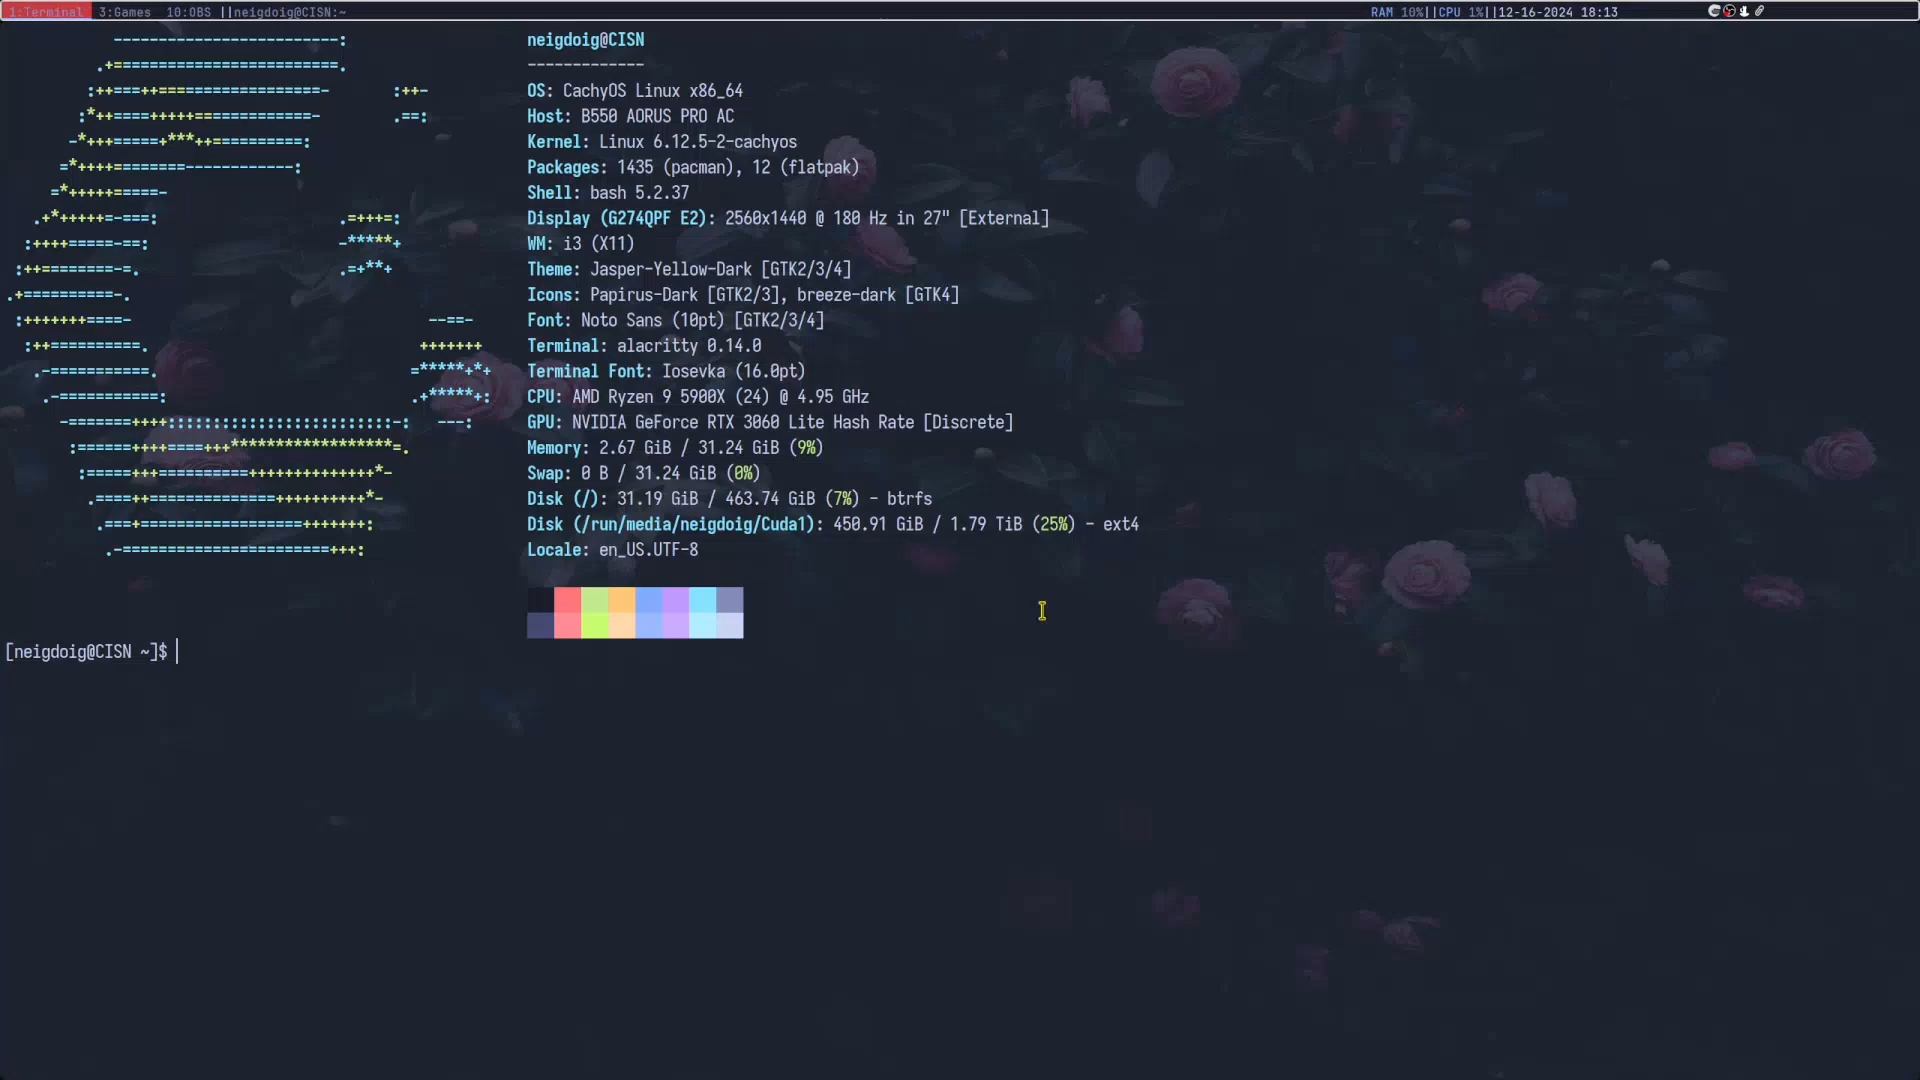 1:Terminal 3:Games 10:OBS ||neigdoig@CISN:~ RAM 10%||CPU 1%||12-16-2024 18:13
neigdoig@CISN
-------------
OS: CachyOS Linux x86_64
Host: B550 AORUS PRO AC
Kernel: Linux 6.12.5-2-cachyos
Packages: 1435 (pacman), 12 (flatpak)
Shell: bash 5.2.37
Display (G274QPF E2): 2560x1440 @ 180 Hz in 27" [External]
WM: i3 (X11)
Theme: Jasper-Yellow-Dark [GTK2/3/4]
Icons: Papirus-Dark [GTK2/3], breeze-dark [GTK4]
Font: Noto Sans (10pt) [GTK2/3/4]
Terminal: alacritty 0.14.0
Terminal Font: Iosevka (16.0pt)
CPU: AMD Ryzen 9 5900X (24) @ 4.95 GHz
GPU: NVIDIA GeForce RTX 3060 Lite Hash Rate [Discrete]
Memory: 2.67 GiB / 31.24 GiB (9%)
Swap: 0 B / 31.24 GiB (0%)
Disk (/): 31.19 GiB / 463.74 GiB (7%) - btrfs
Disk (/run/media/neigdoig/Cuda1): 450.91 GiB / 1.79 TiB (25%) - ext4
Locale: en_US.UTF-8
[neigdoig@CISN ~]$